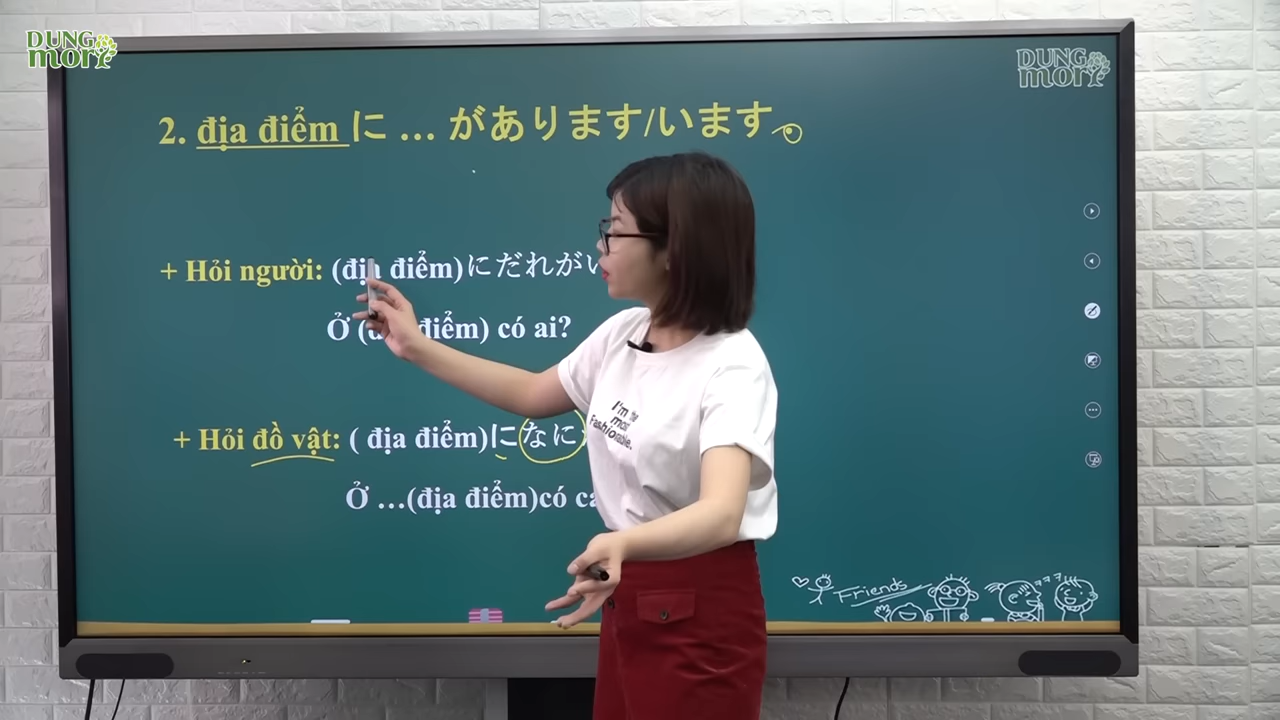 DUNG
mori
DUNG
mori
2. địa điểm に ... があります/います。
+ Hỏi người: (địa điểm)にだれが
Ở (địa điểm) có ai?
+ Hỏi đồ vật: ( địa điểm)になに
Ở ...(địa điểm)có
I'm the
most
Fashionable.
Friends
???